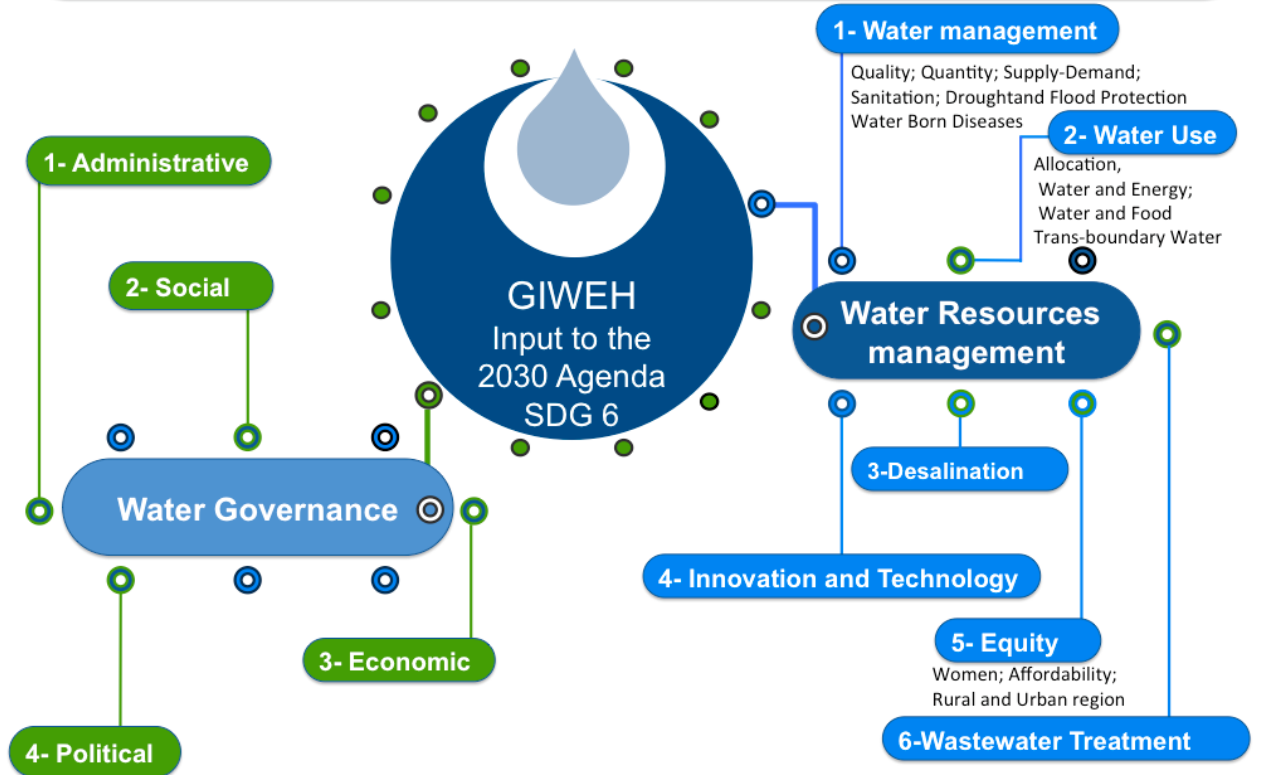 1- Water management
Quality; Quantity; Supply-Demand;
Sanitation; Droughtand Flood Protection
Water Born Diseases
2- Water Use
Allocation,
Water and Energy;
Water and Food
Trans-boundary Water
1- Administrative
2- Social
GIWEH
Input to the
2030 Agenda
SDG 6
Water Resources
management
Water Governance
3-Desalination
4- Innovation and Technology
5- Equity
Women; Affordability;
Rural and Urban region
3- Economic
6-Wastewater Treatment
4- Political